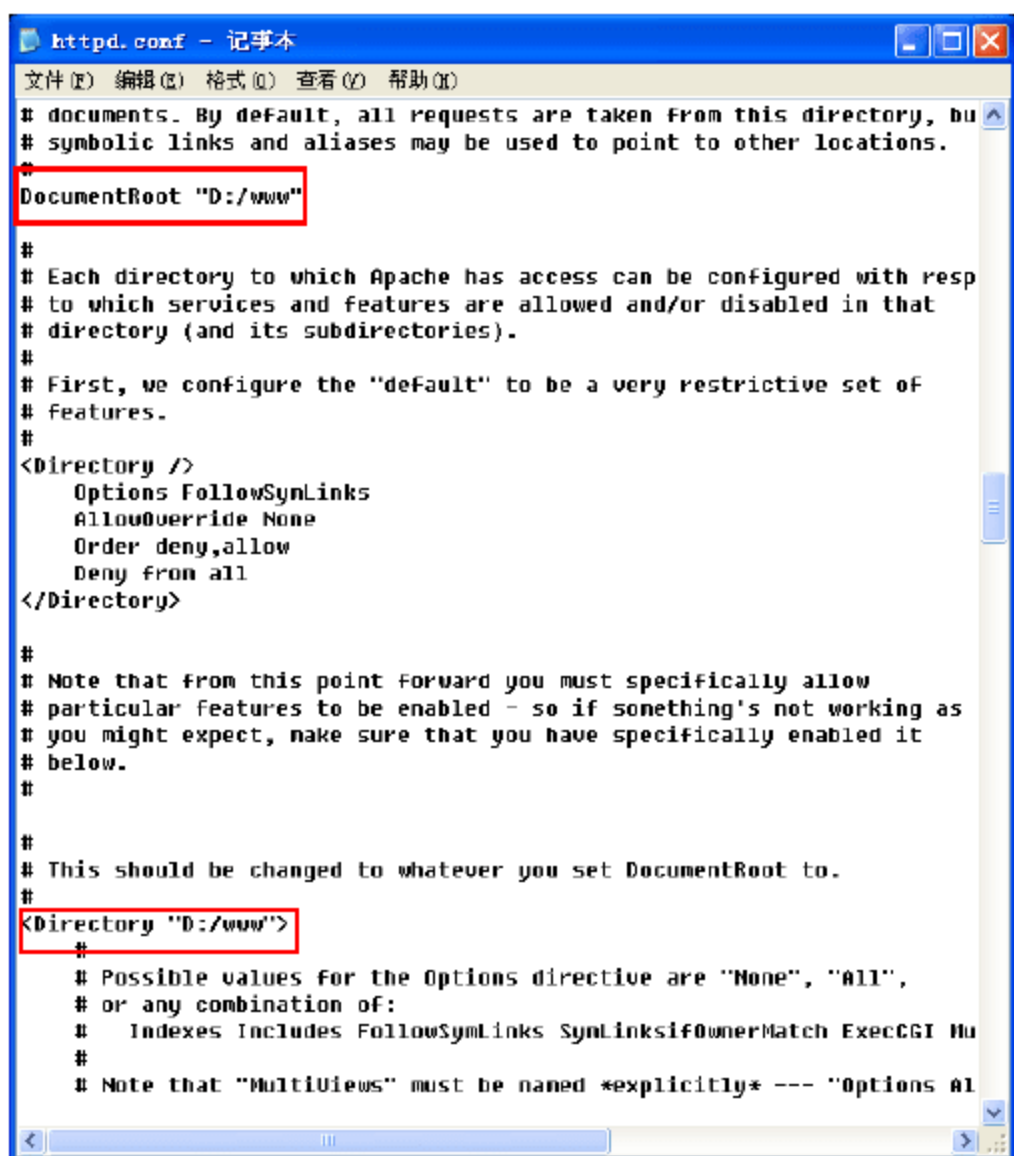 httpd.conf - 记事本
文件(F) 编辑(E) 格式(O) 查看(V) 帮助(H)
# documents. By default, all requests are taken from this directory, bu
# symbolic links and aliases may be used to point to other locations.
#
DocumentRoot "D:/www"
#
# Each directory to which Apache has access can be configured with resp
# to which services and features are allowed and/or disabled in that
# directory (and its subdirectories).
#
# First, we configure the "default" to be a very restrictive set of
# features.
#
<Directory />
Options FollowSymLinks
AllowOverride None
Order deny,allow
Deny from all
</Directory>
#
# Note that from this point forward you must specifically allow
# particular features to be enabled - so if something's not working as
# you might expect, make sure that you have specifically enabled it
# below.
#
#
# This should be changed to whatever you set DocumentRoot to.
#
<Directory "D:/www">
#
# Possible values for the Options directive are "None", "All",
# or any combination of:
#   Indexes Includes FollowSymLinks SymLinksifOwnerMatch ExecCGI Mu
#
# Note that "MultiViews" must be named *explicitly* --- "Options Al